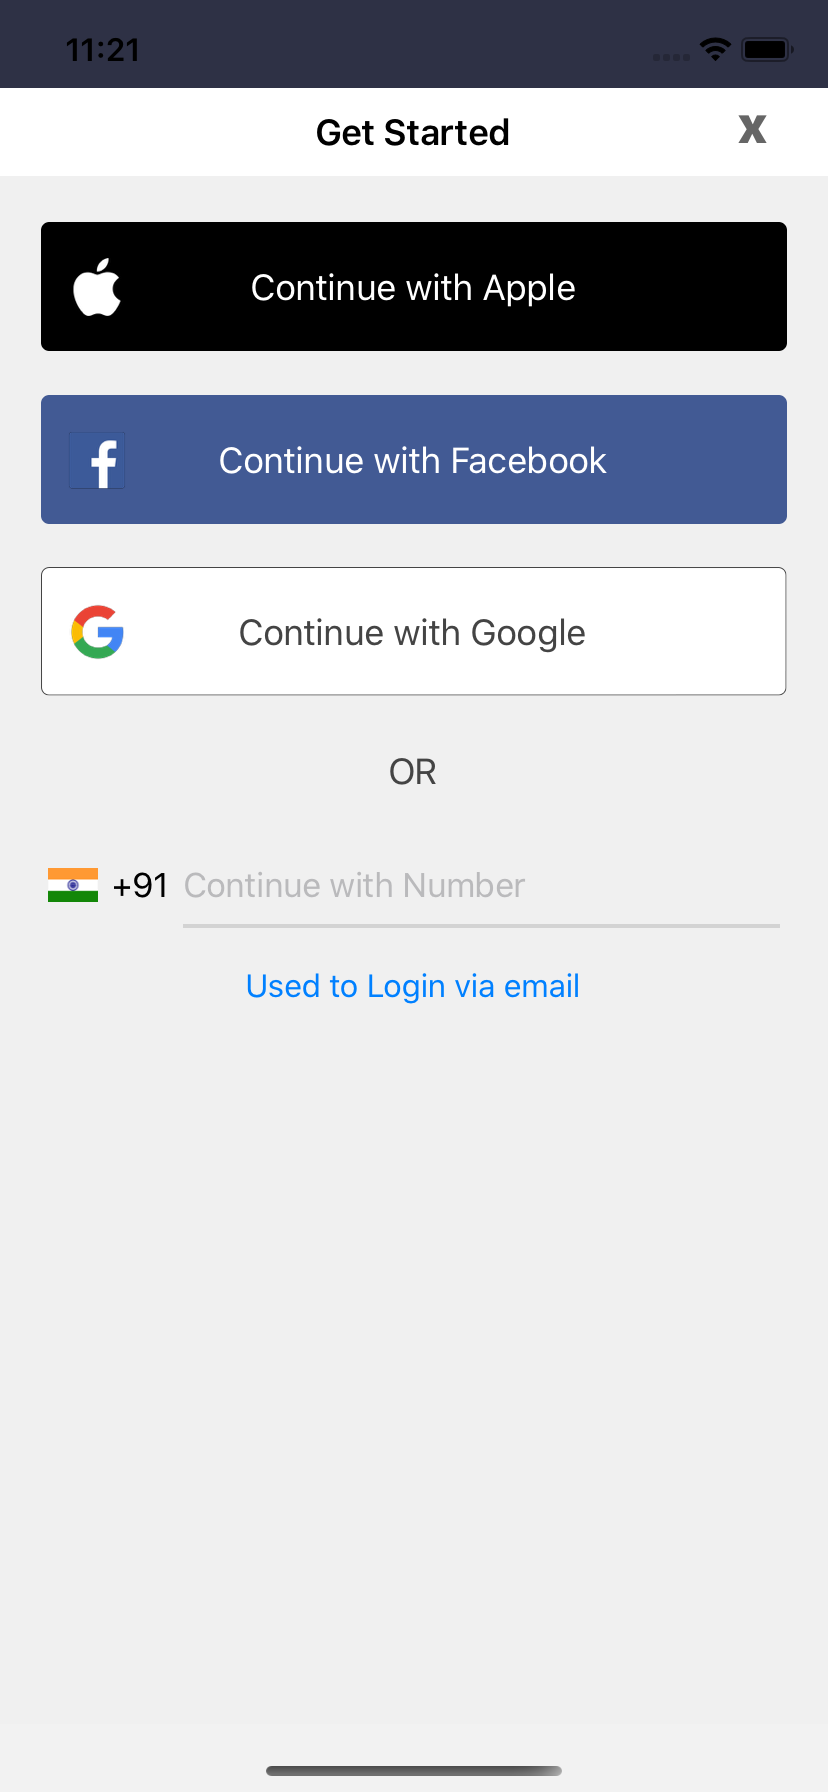 11:21
Get Started
X
Continue with Apple
Continue with Facebook
Continue with Google
OR
+91 Continue with Number
Used to Login via email